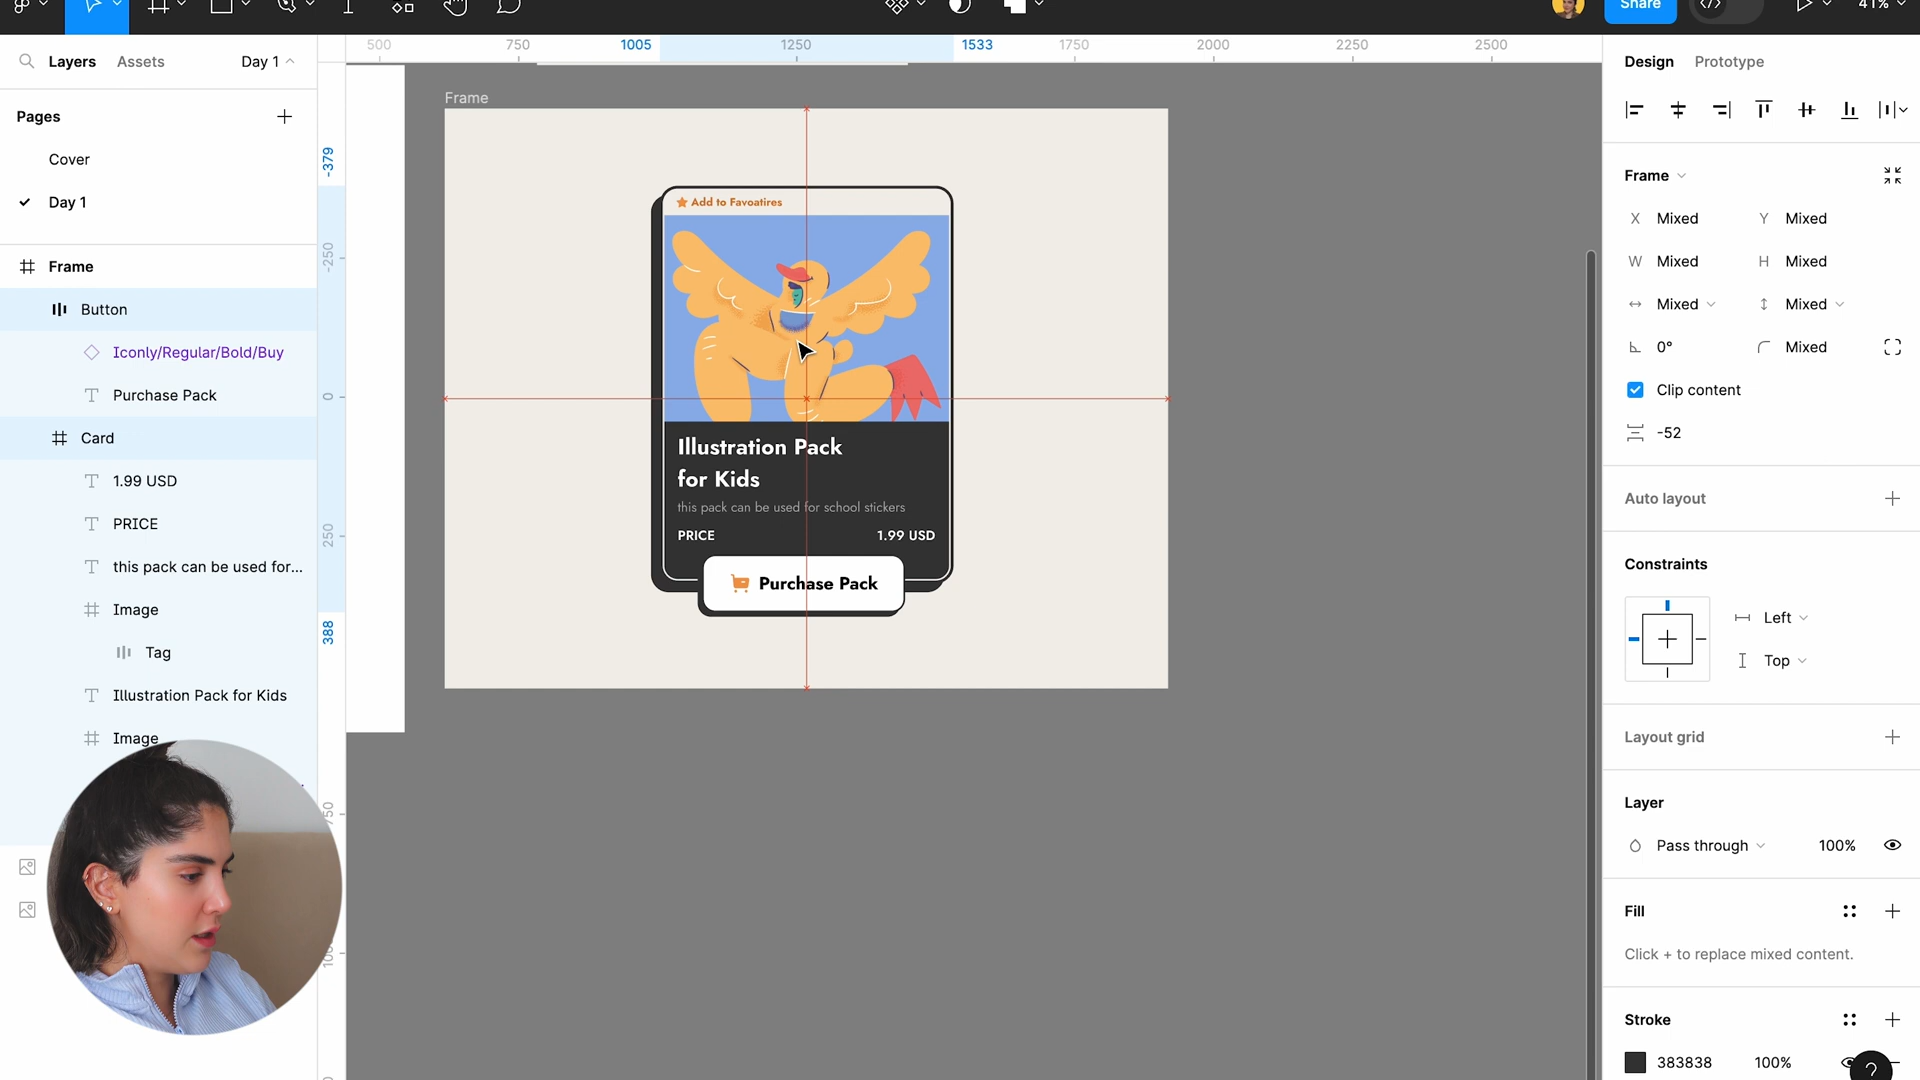 Share
41%
Layers
Assets
Day 1
Pages
Cover
Day 1
Frame
Button
Iconly/Regular/Bold/Buy
Purchase Pack
Card
1.99 USD
PRICE
this pack can be used for...
Image
Tag
Illustration Pack for Kids
Image
500
750
1005
1250
1533
1750
2000
2250
2500
-379
-250
0
250
388
Frame
Add to Favoatires
Illustration Pack
for Kids
this pack can be used for school stickers
PRICE
1.99 USD
Purchase Pack
Design
Prototype
Frame
X Mixed
Y Mixed
W Mixed
H Mixed
Mixed
Mixed
0°
Mixed
Clip content
-52
Auto layout
Constraints
Left
Top
Layout grid
Layer
Pass through
100%
Fill
Click + to replace mixed content.
Stroke
383838
100%
?